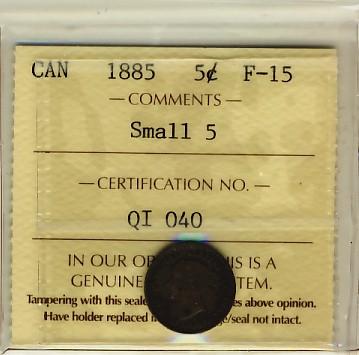 CAN 1885 5¢ F-15
— COMMENTS —
Small 5
— CERTIFICATION NO. —
QI 040
IN OUR IS A
GENUINE
Tampering with this above opinion.
Have holder replaced /seal not intact.